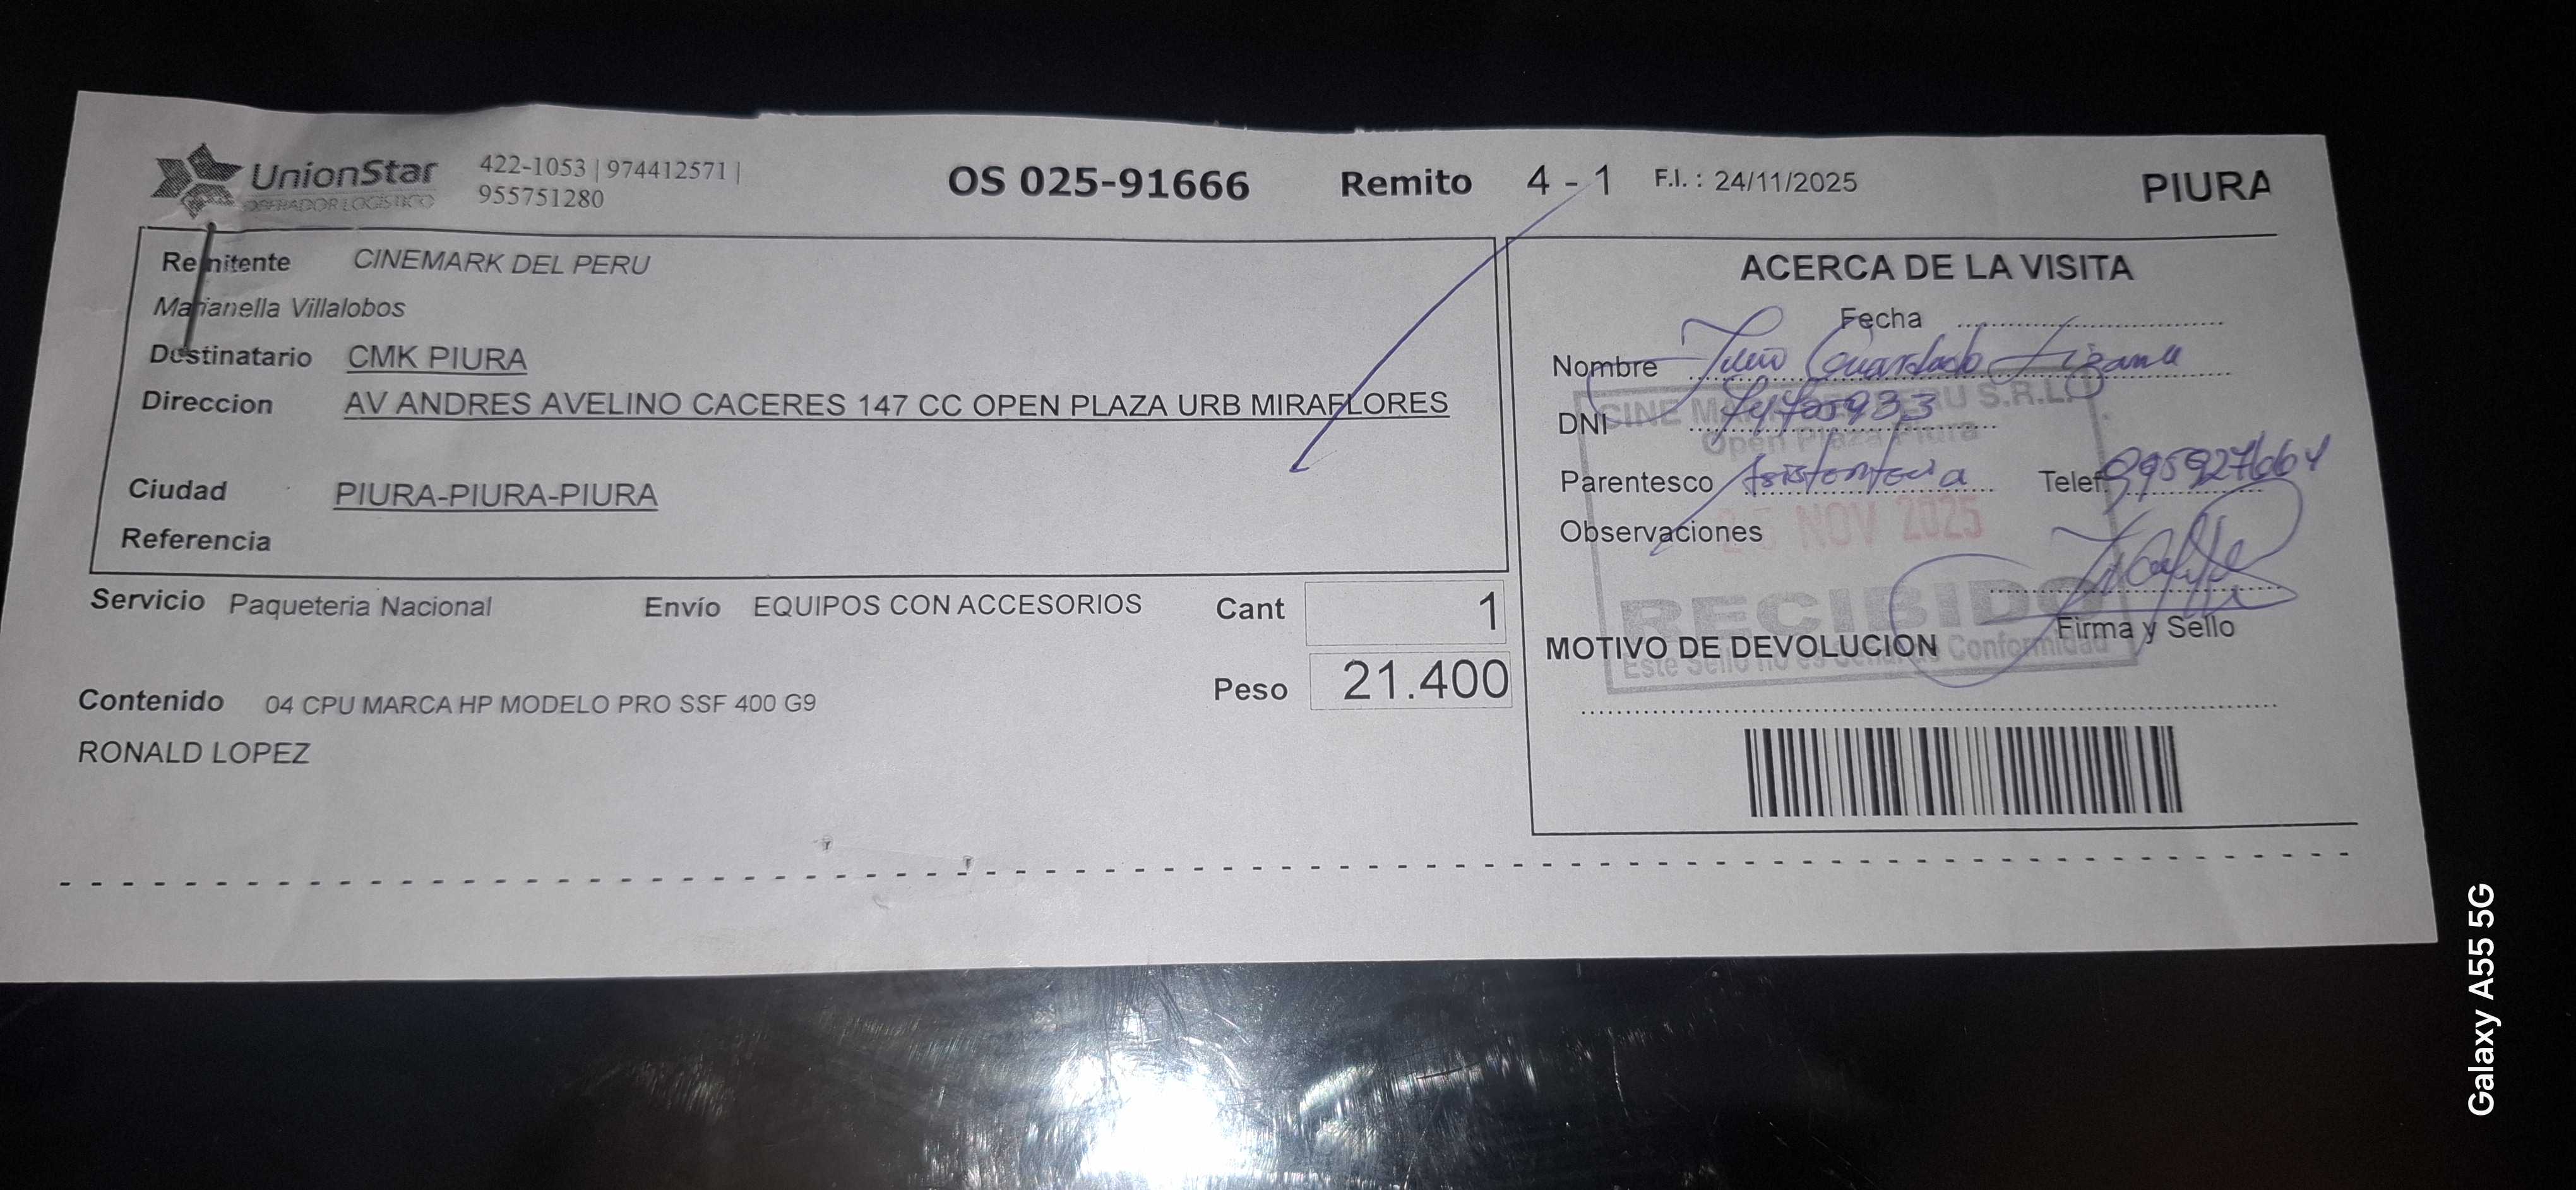 UnionStar
OPERADOR LOGISTICO
422-1053 | 974412571 |
955751280
OS 025-91666 Remito 4 - 1 F.I. : 24/11/2025 PIURA
Remitente CINEMARK DEL PERU
Marianella Villalobos
Destinatario CMK PIURA
Direccion AV ANDRES AVELINO CACERES 147 CC OPEN PLAZA URB MIRAFLORES
Ciudad PIURA-PIURA-PIURA
Referencia
Servicio Paqueteria Nacional Envío EQUIPOS CON ACCESORIOS Cant 1
Peso 21.400
Contenido 04 CPU MARCA HP MODELO PRO SSF 400 G9
RONALD LOPEZ
ACERCA DE LA VISITA
Fecha
Nombre
DNI
Parentesco Telef 995927664
Observaciones
Firma y Sello
MOTIVO DE DEVOLUCION
S.R.L.
Open Plaza Piura
NOV 2025
RECIBIDO
Este Sello no es Señal de Conformidad
Galaxy A55 5G